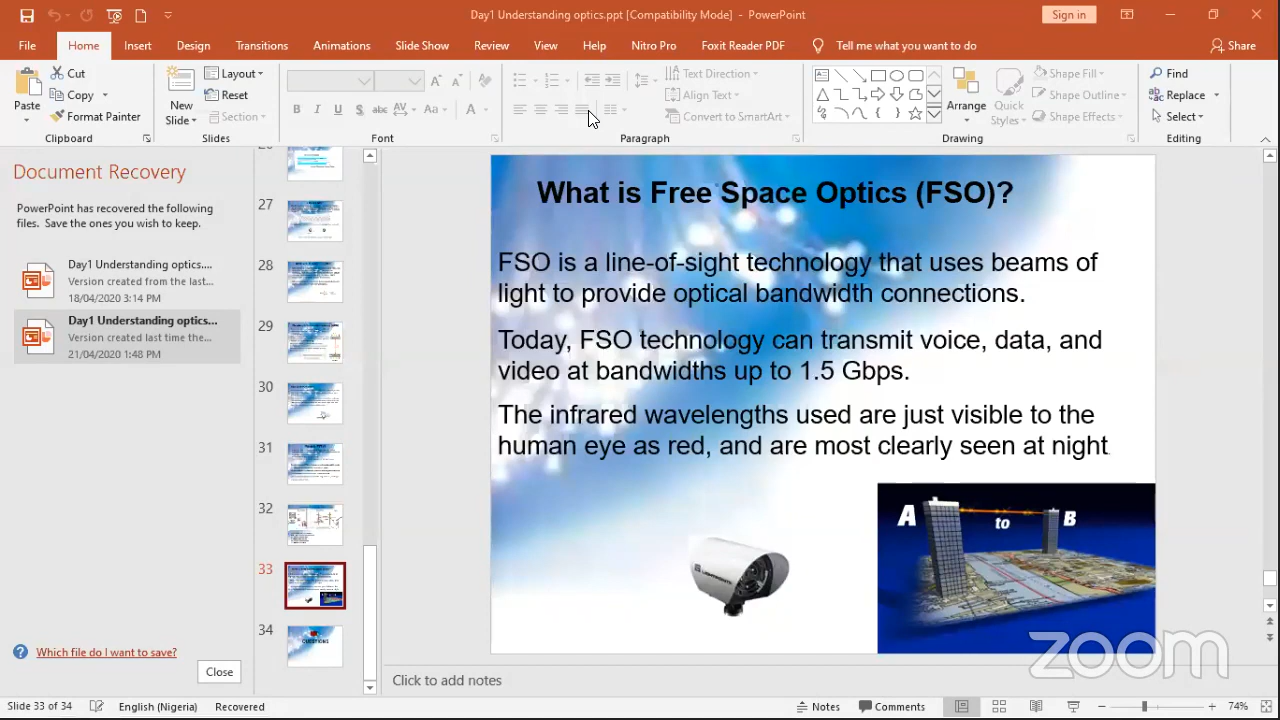 Day1 Understanding optics.ppt [Compatibility Mode] - PowerPoint
Sign in
File Home Insert Design Transitions Animations Slide Show Review View Help Nitro Pro Foxit Reader PDF Tell me what you want to do Share
Paste
Cut
Copy
Format Painter
Clipboard
New Slide
Layout
Reset
Section
Slides
B I U S abc AV Aa A
Font
Text Direction
Align Text
Convert to SmartArt
Paragraph
Arrange
Quick Styles
Shape Fill
Shape Outline
Shape Effects
Drawing
Find
Replace
Select
Editing
Document Recovery
PowerPoint has recovered the following
files. Save the ones you wish to keep.
Day1 Understanding optics....
Version created from the last...
18/04/2020 3:14 PM
Day1 Understanding optics...
Version created last time the...
21/04/2020 1:48 PM
Which file do I want to save?
Close
27
28
29
30
31
32
33
34
QUESTIONS
What is Free Space Optics (FSO)?
FSO is a line-of-sight technology that uses beams of
light to provide optical bandwidth connections.
Today, FSO technology can transmit voice, data, and
video at bandwidths up to 1.5 Gbps.
The infrared wavelengths used are just visible to the
human eye as red, and are most clearly seen at night
A to B
zoom
Click to add notes
Slide 33 of 34 English (Nigeria) Recovered Notes Comments 74%